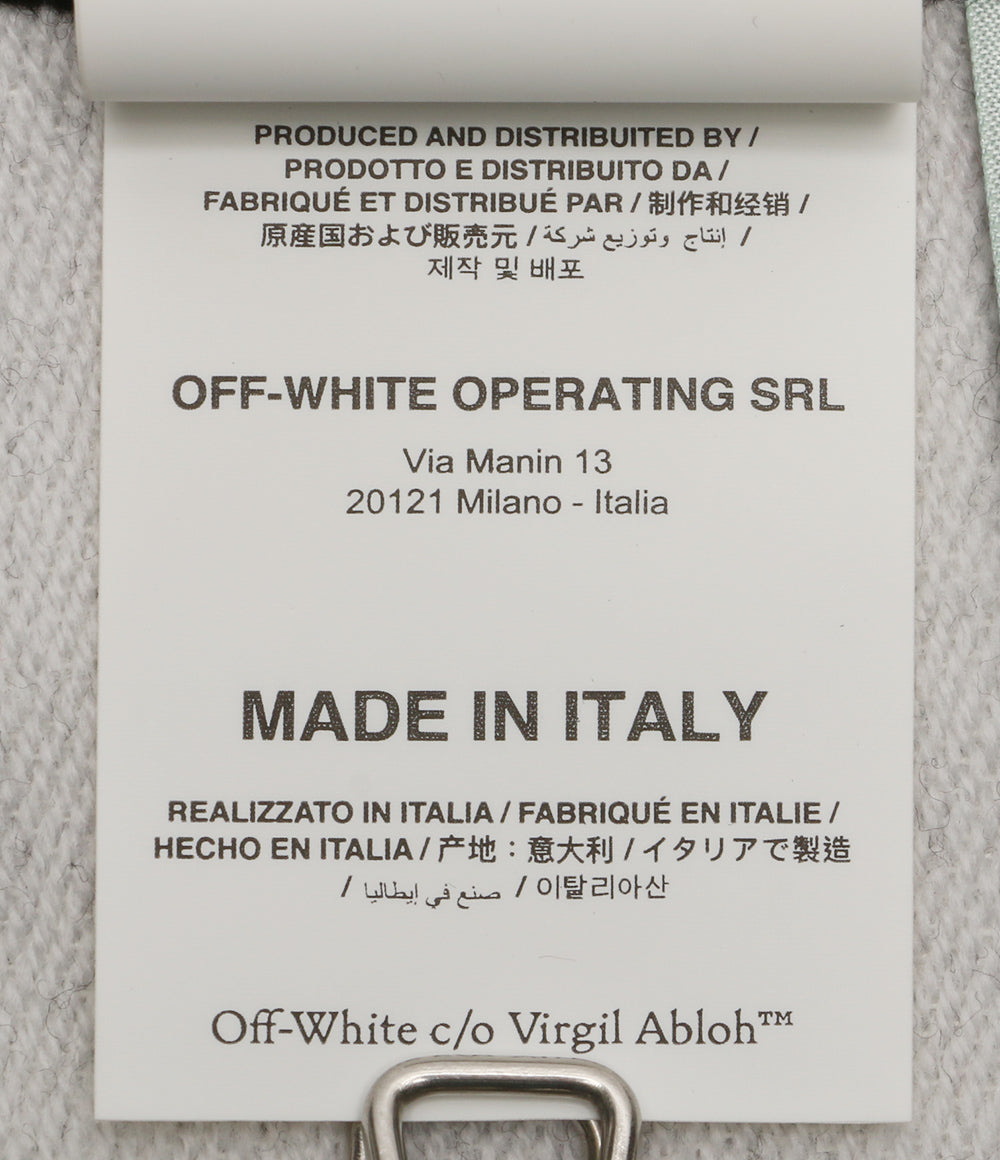 PRODUCED AND DISTRIBUITED BY /
PRODOTTO E DISTRIBUITO DA /
FABRIQUÉ ET DISTRIBUÉ PAR / 制作和经销 /
原産国および販売元 / إنتاج وتوزيع شركة /
제작 및 배포
OFF-WHITE OPERATING SRL
Via Manin 13
20121 Milano - Italia
MADE IN ITALY
REALIZZATO IN ITALIA / FABRIQUÉ EN ITALIE /
HECHO EN ITALIA / 产地：意大利 / イタリアで製造
/ صنع في إيطاليا / 이탈리아산
Off-White c/o Virgil Abloh™